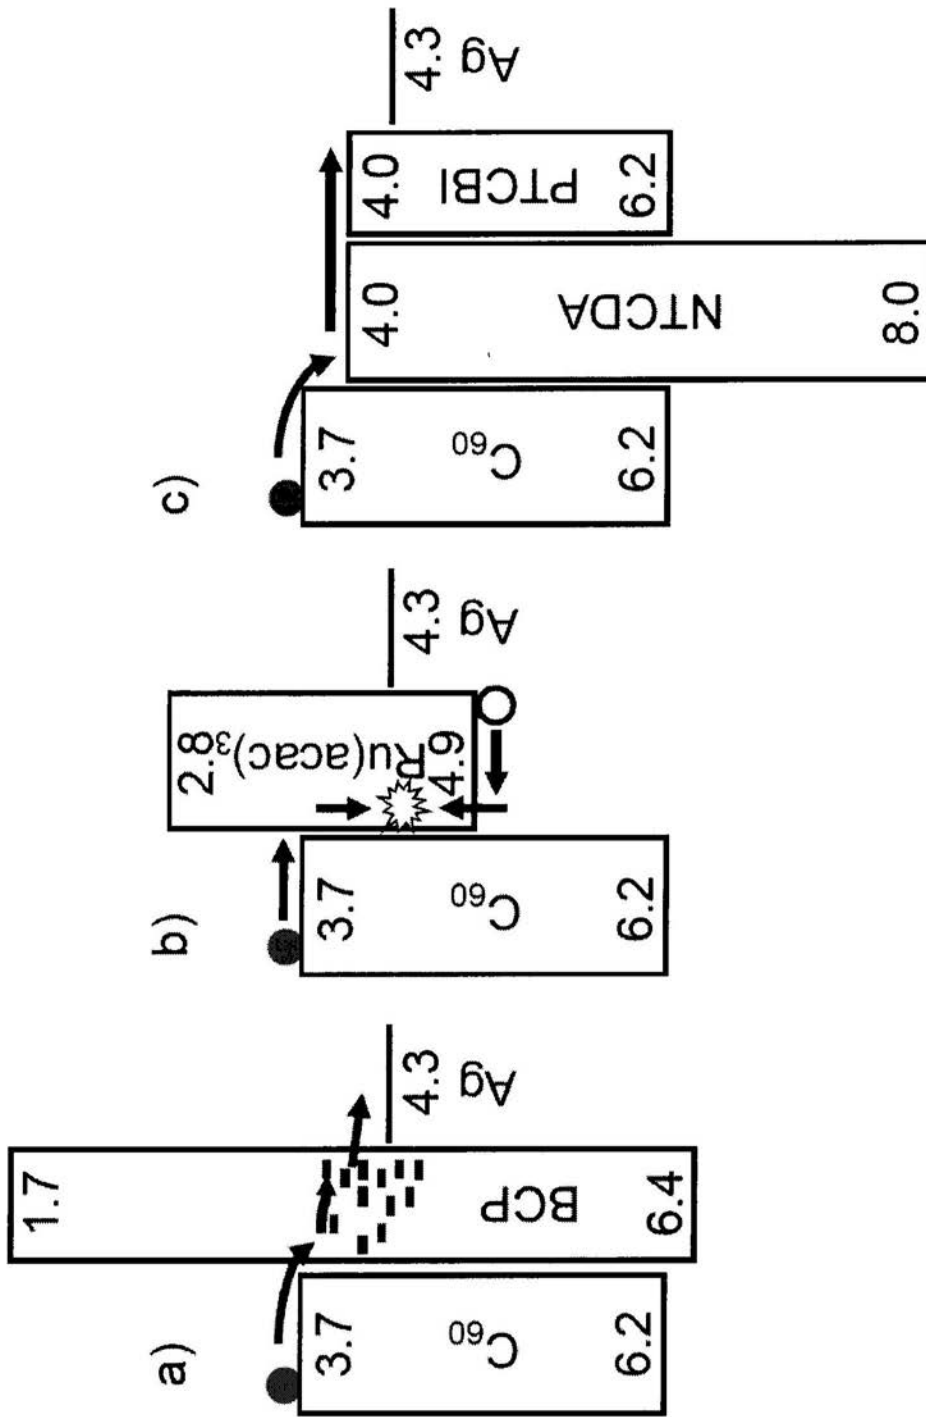 a)
3.7
C₆₀
6.2
1.7
BCP
6.4
4.3
Ag
b)
3.7
C₆₀
6.2
2.8
Ru(acac)₃
4.9
4.3
Ag
c)
3.7
C₆₀
6.2
4.0
NTCDA
8.0
4.0
PTCBI
6.2
4.3
Ag